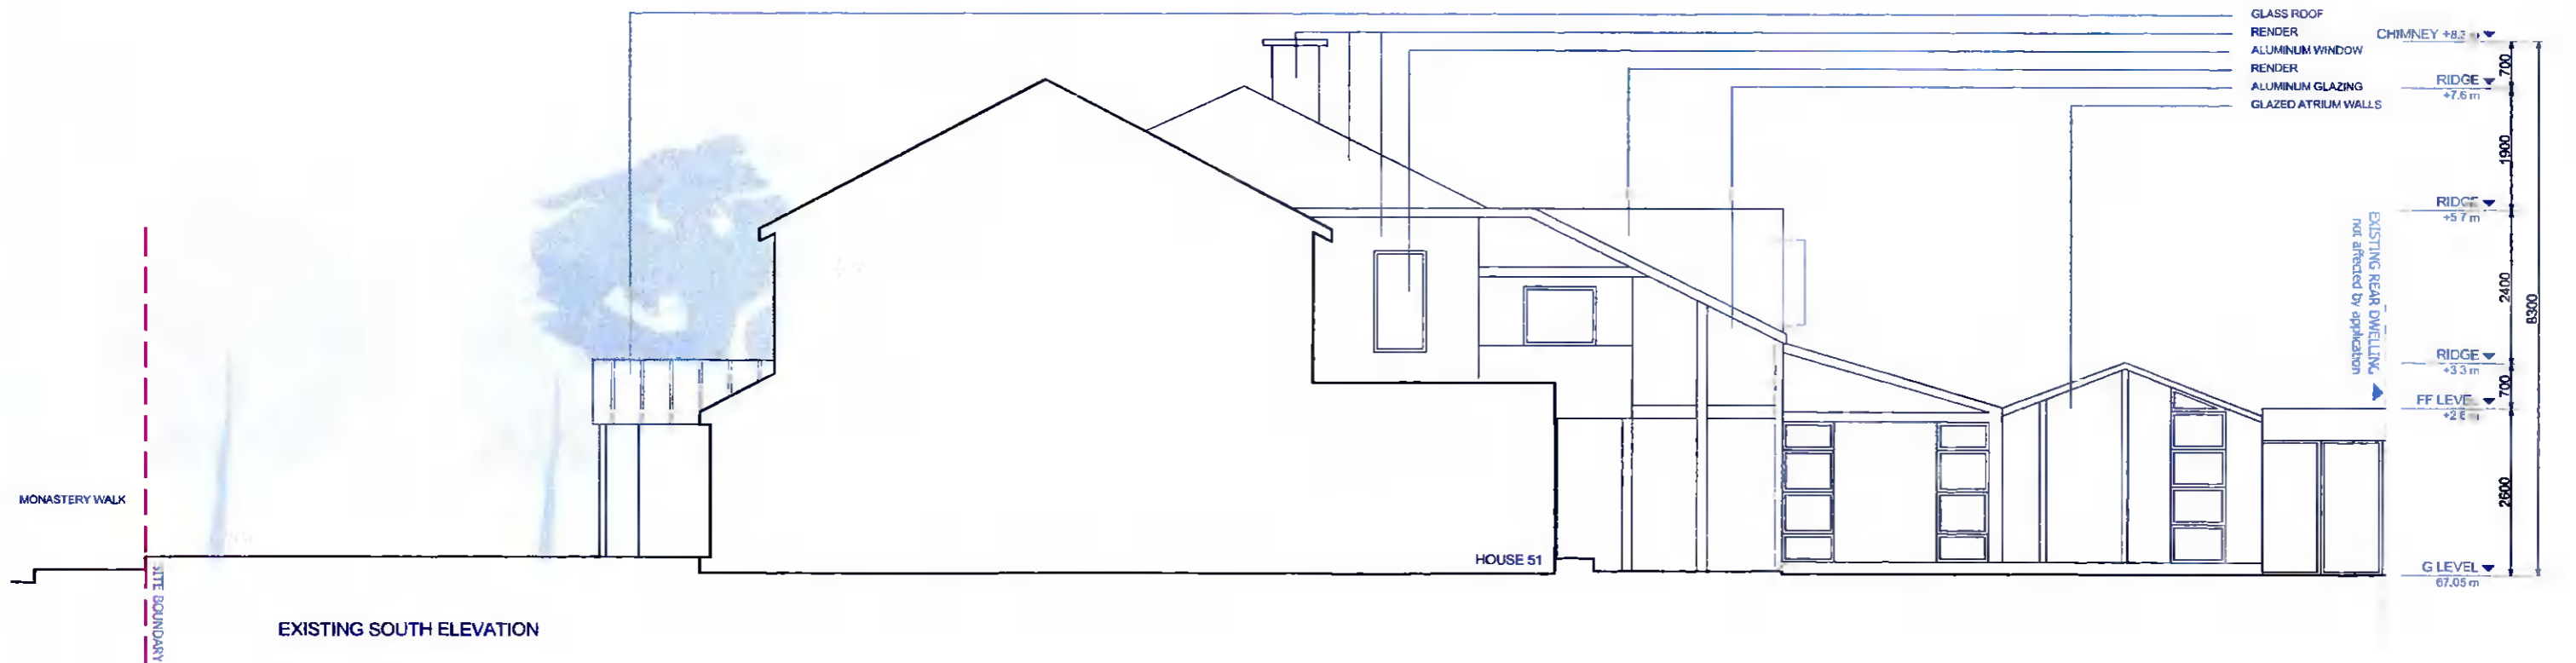 GLASS ROOF
RENDER
ALUMINUM WINDOW
RENDER
ALUMINUM GLAZING
GLAZED ATRIUM WALLS
CHIMNEY
RIDGE
+7.6 m
RIDGE
+5.7 m
RIDGE
+3.3 m
FF LEVEL
G LEVEL
67.05 m
700
1900
2400
700
2600
8300
EXISTING REAR DWELLING
not affected by application
MONASTERY WALK
SITE BOUNDARY
HOUSE 51
EXISTING SOUTH ELEVATION